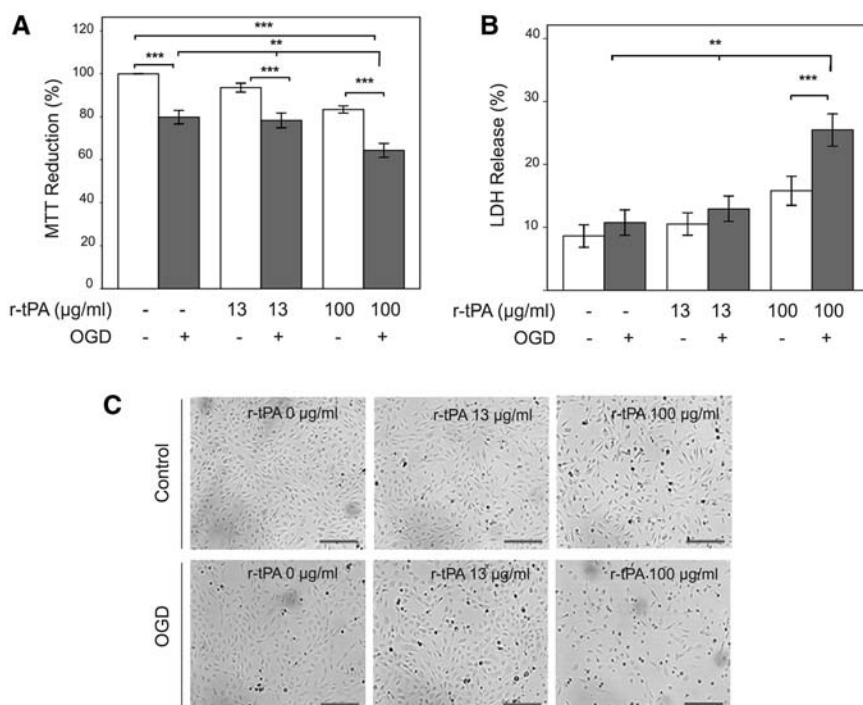 A
MTT Reduction (%)
120
100
80
60
40
20
0
***
**
*** *** ***
r-tPA (µg/ml) - - 13 13 100 100
OGD - + - + - +
B
LDH Release (%)
40
30
20
10
0
**
***
r-tPA (µg/ml) - - 13 13 100 100
OGD - + - + - +
C
Control
r-tPA 0 µg/ml r-tPA 13 µg/ml r-tPA 100 µg/ml
OGD
r-tPA 0 µg/ml r-tPA 13 µg/ml r-tPA 100 µg/ml